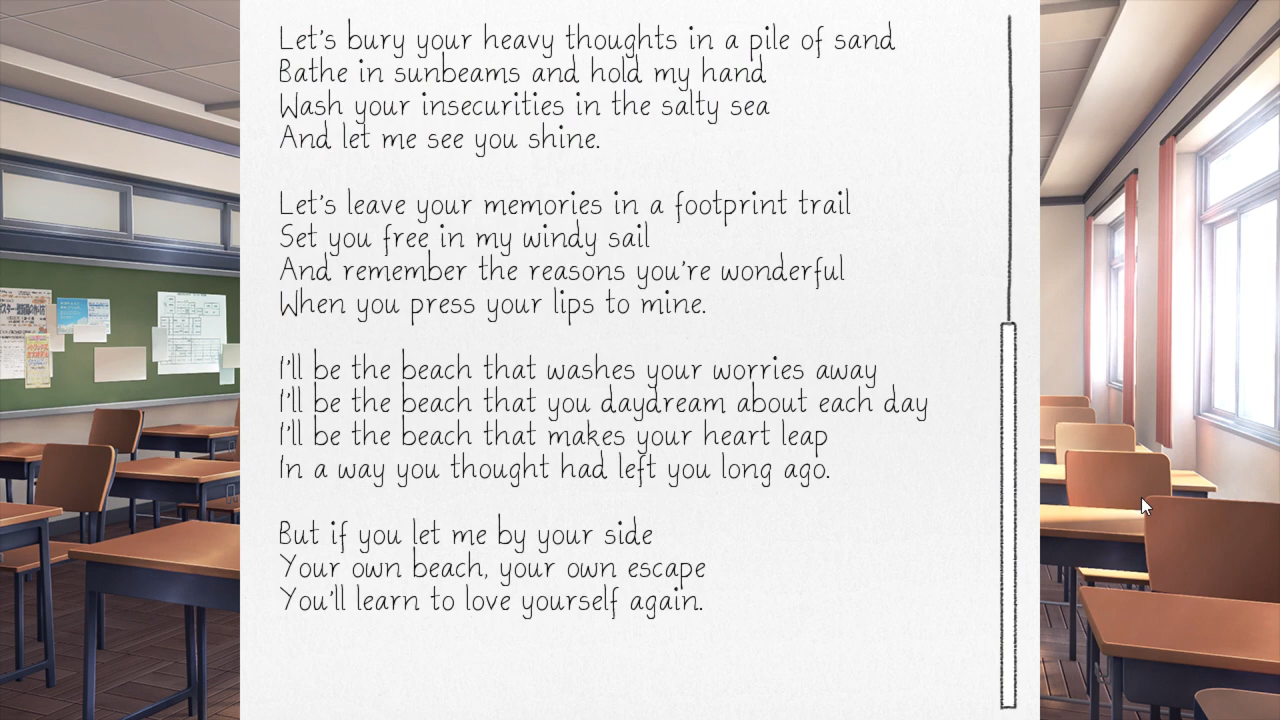 Let's bury your heavy thoughts in a pile of sand
Bathe in sunbeams and hold my hand
Wash your insecurities in the salty sea
And let me see you shine.
Let's leave your memories in a footprint trail
Set you free in my windy sail
And remember the reasons you're wonderful
When you press your lips to mine.
I'll be the beach that washes your worries away
I'll be the beach that you daydream about each day
I'll be the beach that makes your heart leap
In a way you thought had left you long ago.
But if you let me by your side
Your own beach, your own escape
You'll learn to love yourself again.